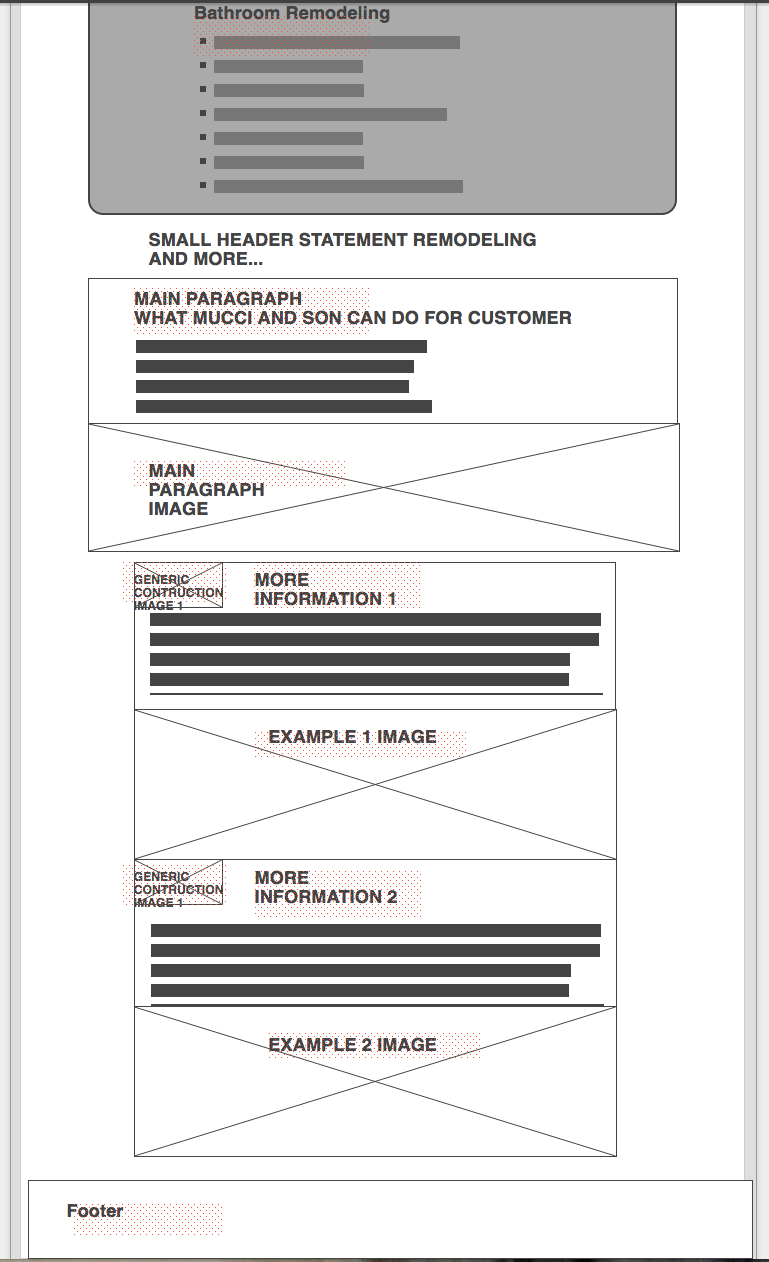 Bathroom Remodeling
SMALL HEADER STATEMENT REMODELING
AND MORE...
MAIN PARAGRAPH
WHAT MUCCI AND SON CAN DO FOR CUSTOMER
MAIN
PARAGRAPH
IMAGE
GENERIC
CONTRUCTION
IMAGE 1
MORE
INFORMATION 1
EXAMPLE 1 IMAGE
GENERIC
CONTRUCTION
IMAGE 1
MORE
INFORMATION 2
EXAMPLE 2 IMAGE
Footer